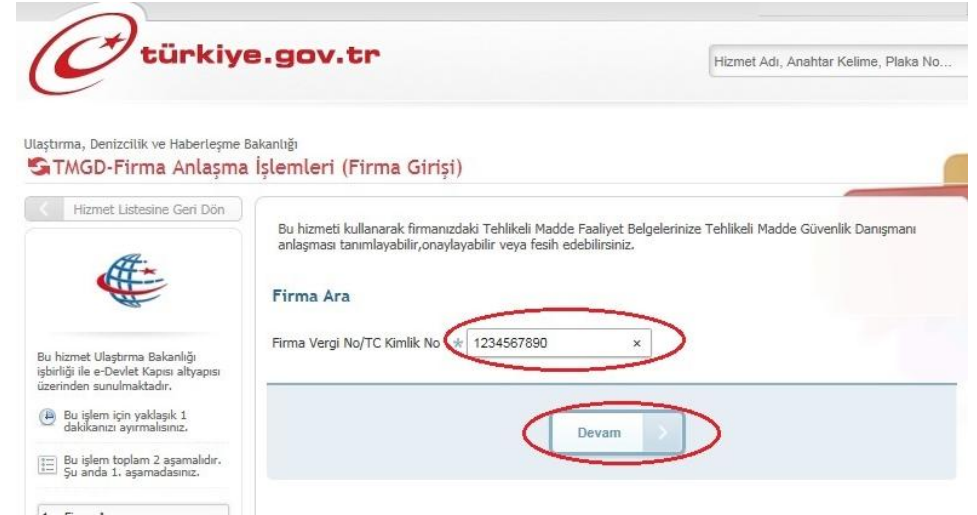 türkiye.gov.tr
Hizmet Adı, Anahtar Kelime, Plaka No...
Ulaştırma, Denizcilik ve Haberleşme Bakanlığı
TMGD-Firma Anlaşma İşlemleri (Firma Girişi)
Hizmet Listesine Geri Dön
Bu hizmet Ulaştırma Bakanlığı
işbirliği ile e-Devlet Kapısı altyapısı
üzerinden sunulmaktadır.
Bu işlem için yaklaşık 1
dakikanızı ayırmalısınız.
Bu işlem toplam 2 aşamalıdır.
Şu anda 1. aşamadasınız.
Bu hizmeti kullanarak firmanızdaki Tehlikeli Madde Faaliyet Belgelerinize Tehlikeli Madde Güvenlik Danışmanı
anlaşması tanımlayabilir,onaylayabilir veya fesih edebilirsiniz.
Firma Ara
Firma Vergi No/TC Kimlik No * 1234567890 ×
Devam